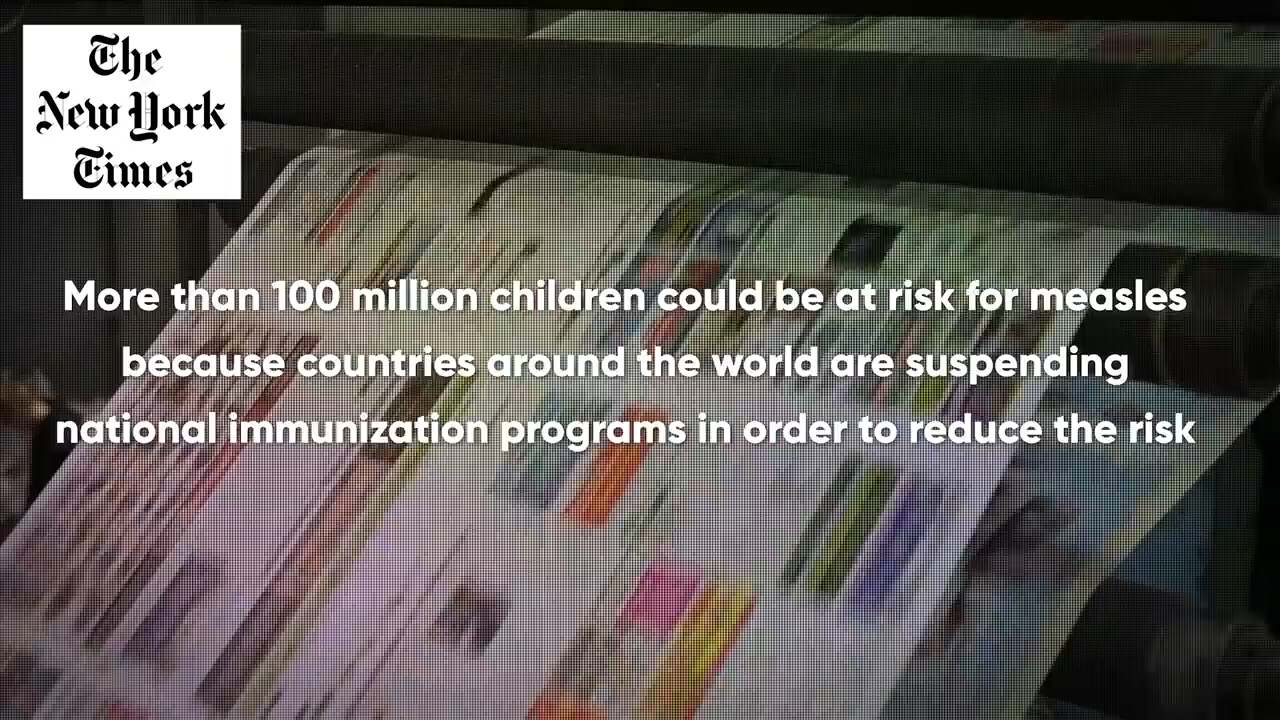 The
New York
Times
More than 100 million children could be at risk for measles
because countries around the world are suspending
national immunization programs in order to reduce the risk